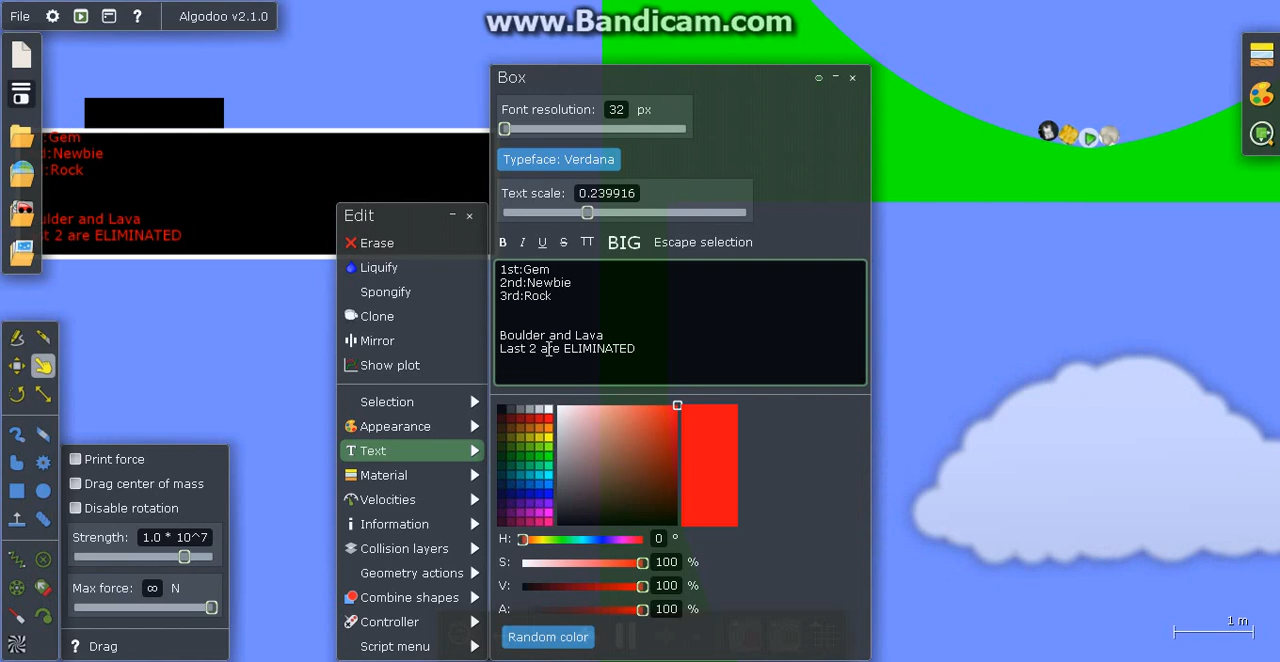 www.Bandicam.com
File
? Algodoo v2.1.0
:Gem
d:Newbie
:Rock
ulder and Lava
t 2 are ELIMINATED
Edit
Erase
Liquify
Spongify
Clone
Mirror
Show plot
Selection
Appearance
T Text
Material
Velocities
Information
Collision layers
Geometry actions
Combine shapes
Controller
Script menu
Box
Font resolution: 32 px
Typeface: Verdana
Text scale: 0.239916
B I U S TT BIG Escape selection
1st:Gem
2nd:Newbie
3rd:Rock
Boulder and Lava
Last 2 are ELIMINATED
H: 0 °
S: 100 %
V: 100 %
A: 100 %
Random color
Print force
Drag center of mass
Disable rotation
Strength: 1.0 * 10^7
Max force: ∞ N
? Drag
1 m